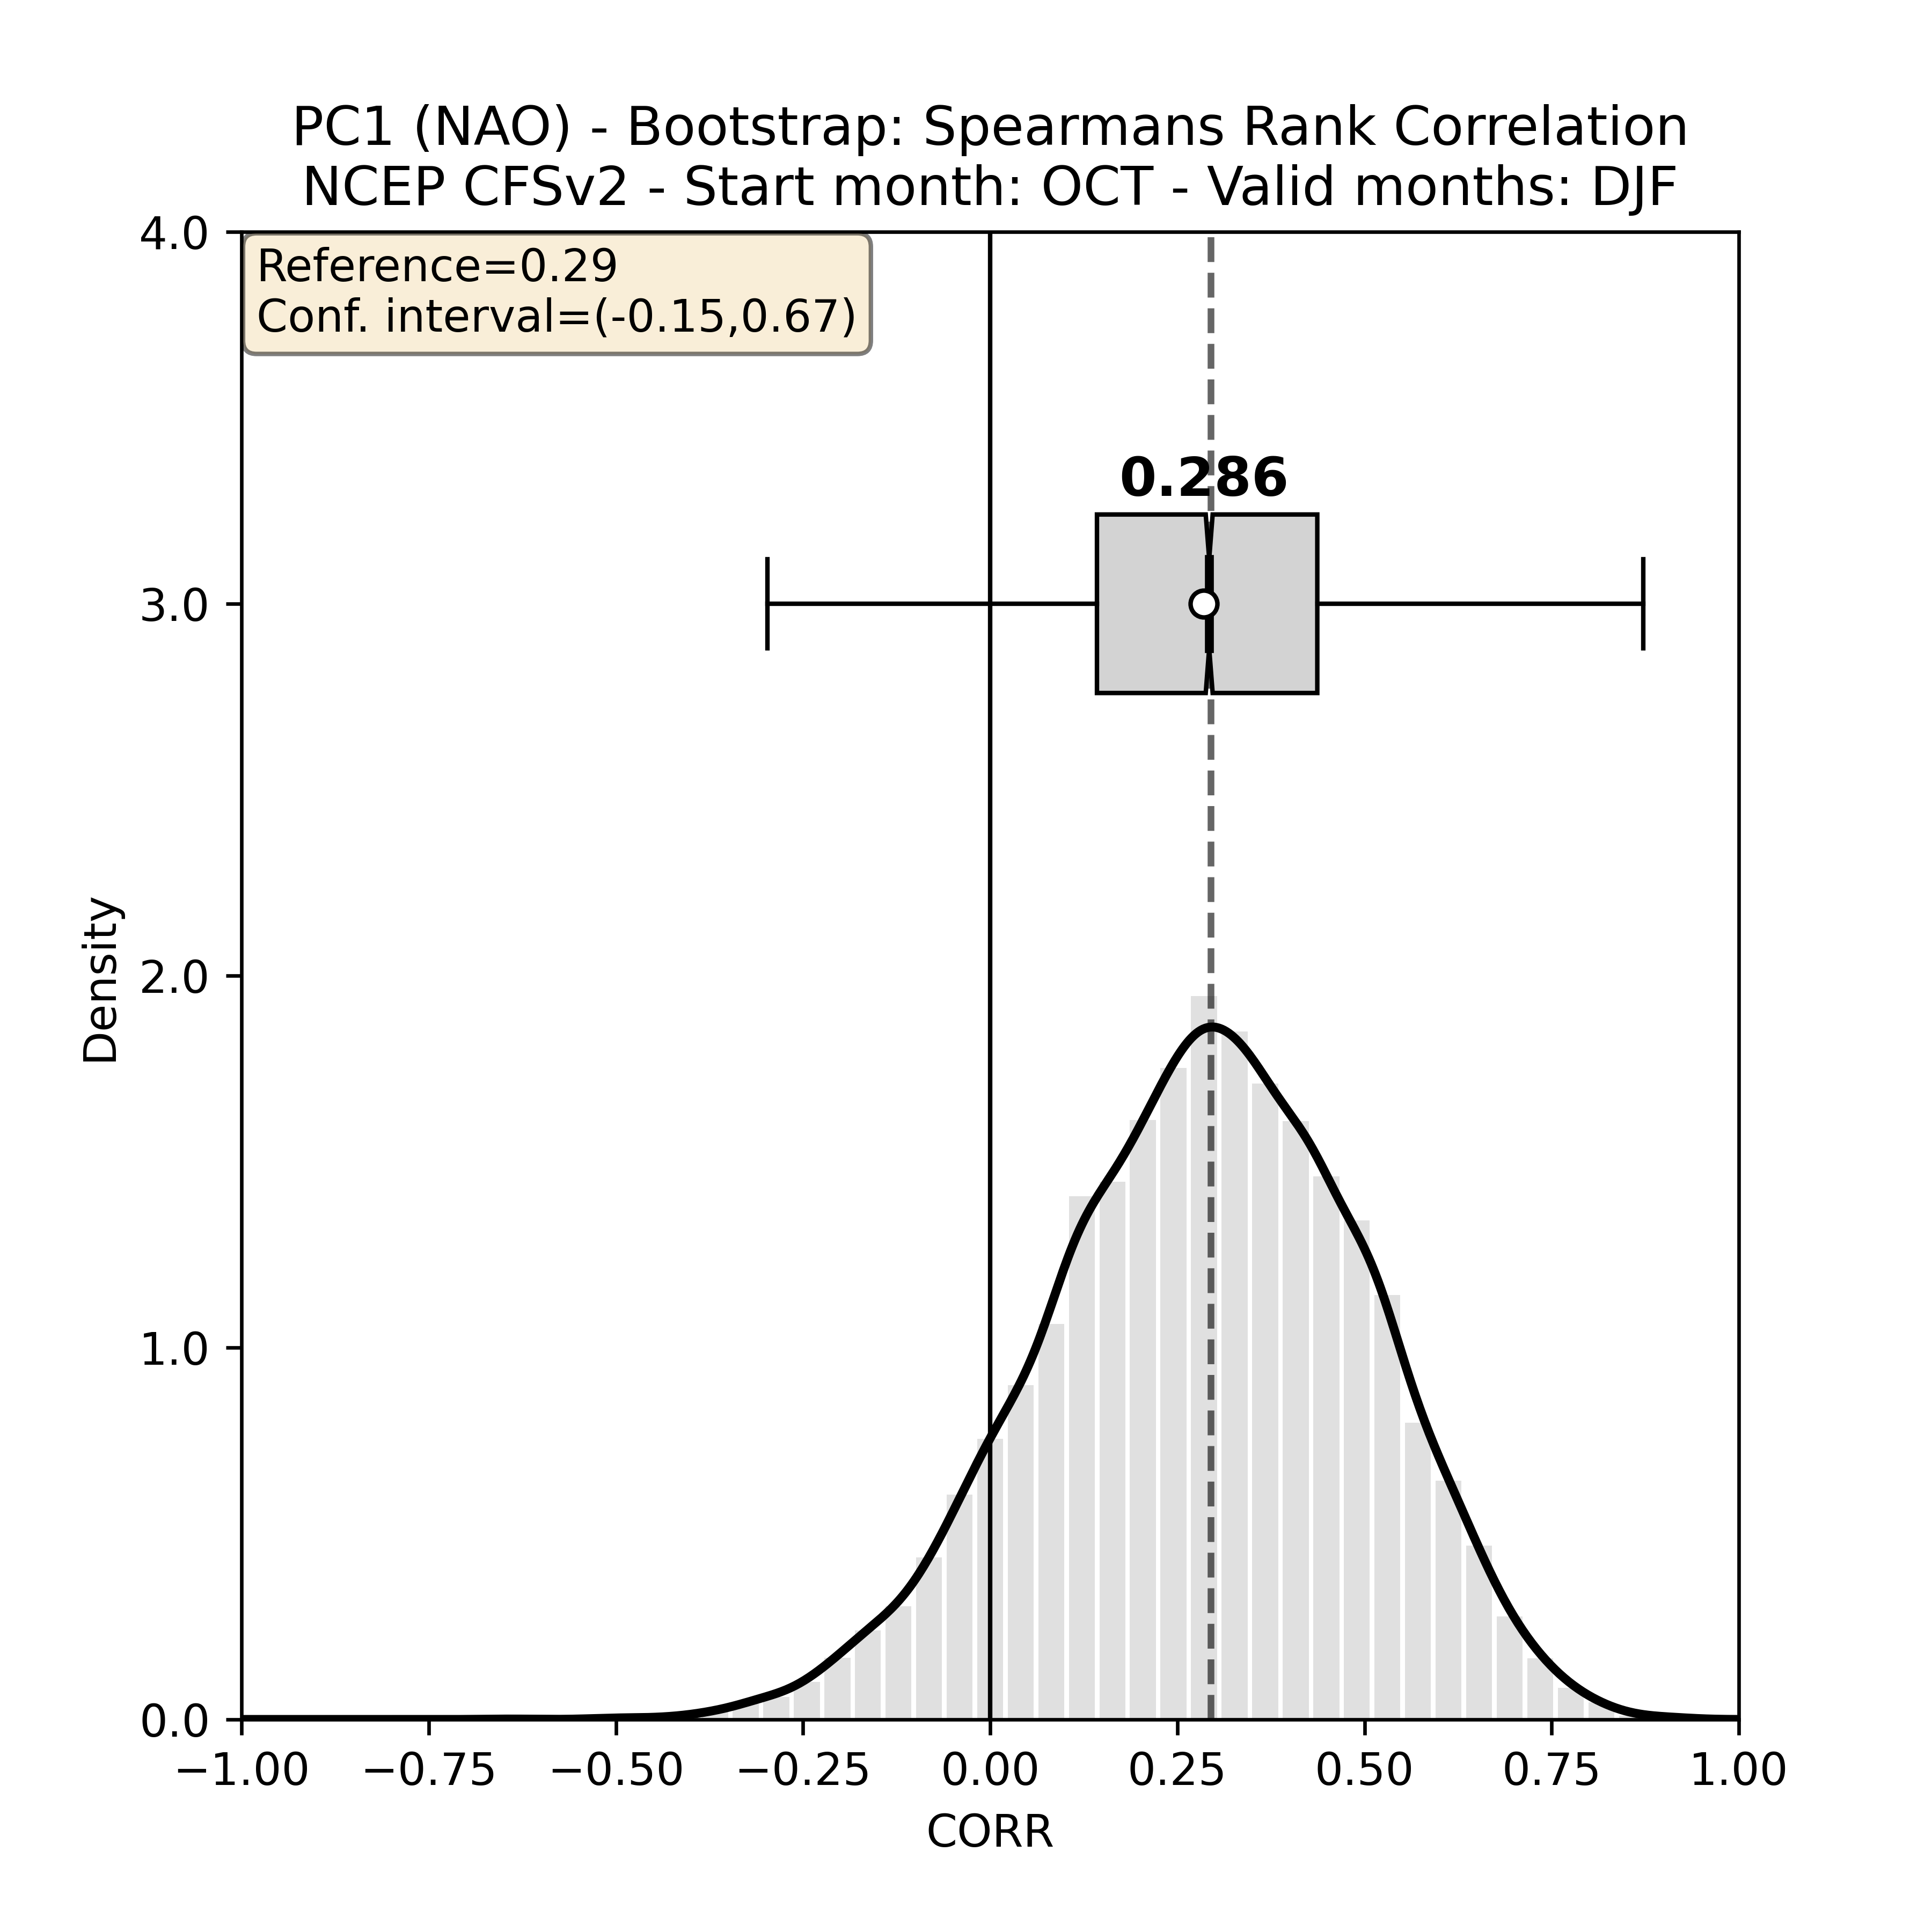 PC1 (NAO) - Bootstrap: Spearmans Rank Correlation
NCEP CFSv2 - Start month: OCT - Valid months: DJF
Reference=0.29
Conf. interval=(-0.15,0.67)
0.286
4.0
3.0
2.0
1.0
0.0
Density
−1.00 −0.75 −0.50 −0.25 0.00 0.25 0.50 0.75 1.00
CORR